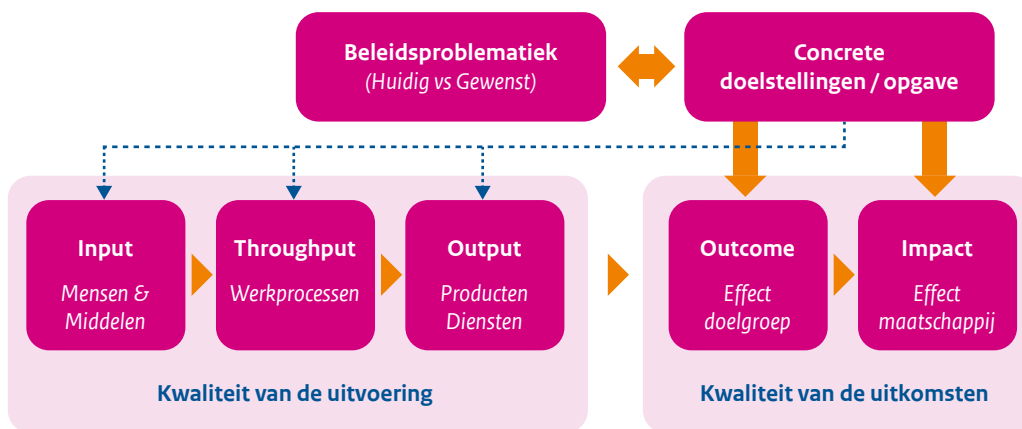 Beleidsproblematiek
(Huidig vs Gewenst)
Concrete
doelstellingen / opgave
Input
Mensen &
Middelen
Throughput
Werkprocessen
Output
Producten
Diensten
Outcome
Effect
doelgroep
Impact
Effect
maatschappij
Kwaliteit van de uitvoering
Kwaliteit van de uitkomsten